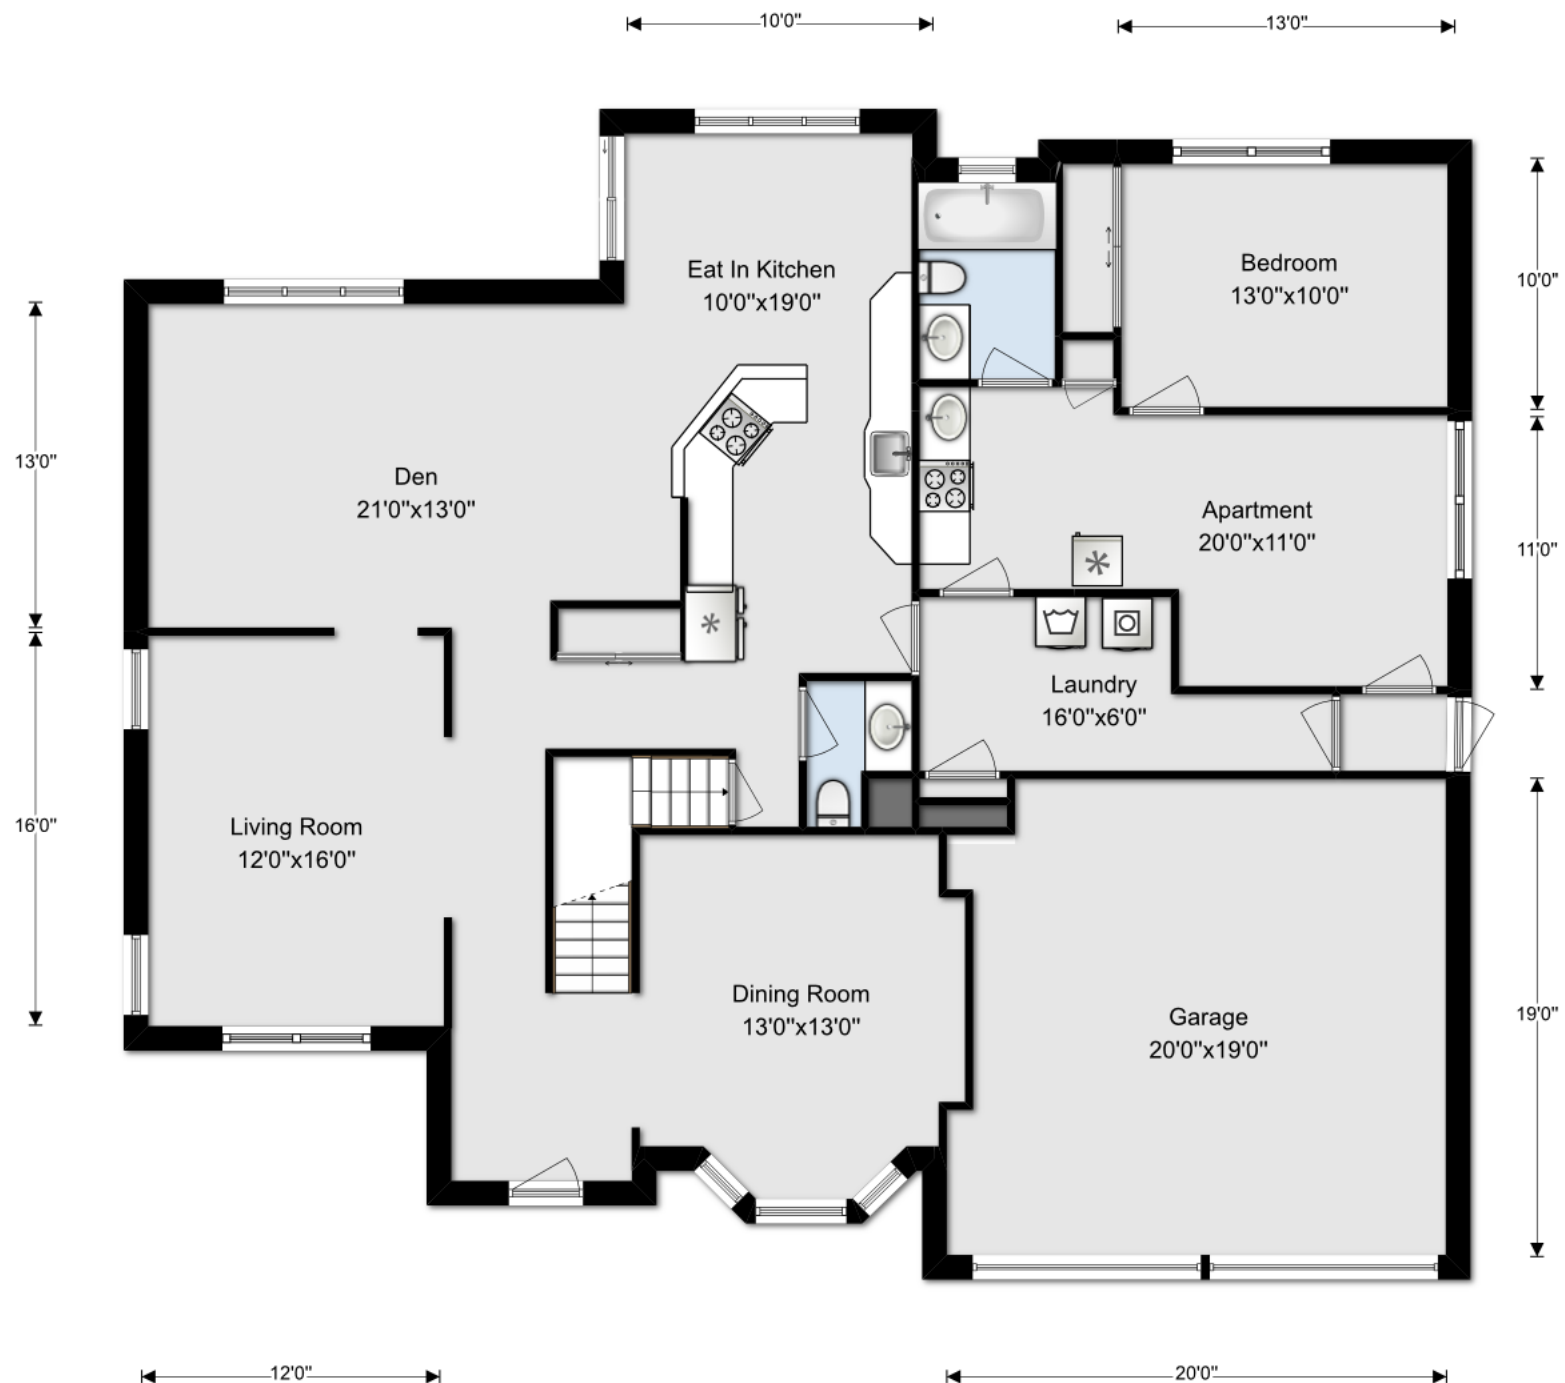 10'0"
13'0"
Eat In Kitchen
10'0"x19'0"
Bedroom
13'0"x10'0"
10'0"
13'0"
Den
21'0"x13'0"
Apartment
20'0"x11'0"
11'0"
Laundry
16'0"x6'0"
16'0"
Living Room
12'0"x16'0"
Dining Room
13'0"x13'0"
Garage
20'0"x19'0"
19'0"
12'0"
20'0"